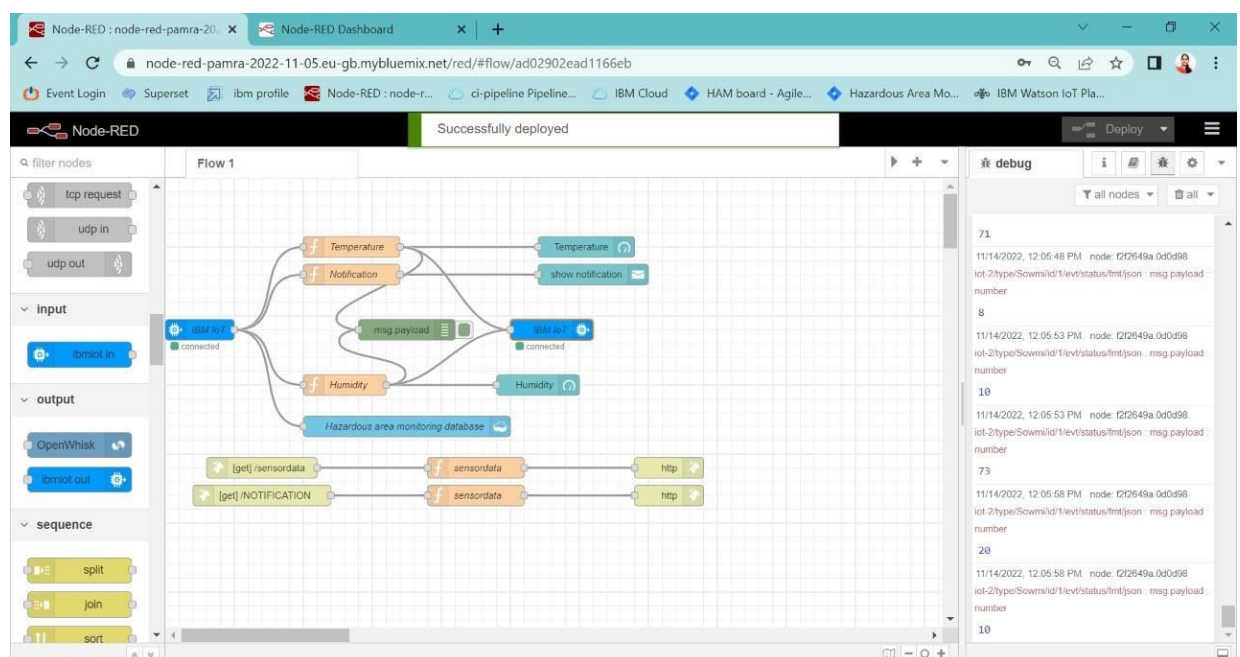 Node-RED : node-red-pamra-20
Node-RED Dashboard
node-red-pamra-2022-11-05.eu-gb.mybluemix.net/red/#flow/ad02902ead1166eb
Event Login
Superset
ibm profile
Node-RED : node-r...
ci-pipeline Pipeline...
IBM Cloud
HAM board - Agile...
Hazardous Area Mo...
IBM Watson IoT Pla...
Node-RED
Successfully deployed
Deploy
filter nodes
Flow 1
debug
all nodes
all
tcp request
udp in
udp out
input
ibmiot in
output
OpenWhisk
ibmiot out
sequence
split
join
sort
Temperature
Temperature
Notification
show notification
IBM IoT
connected
msg.payload
IBM IoT
connected
Humidity
Humidity
Hazardous area monitoring database
[get] /sensordata
sensordata
http
[get] /NOTIFICATION
sensordata
http
71
11/14/2022, 12:05:48 PM node: f2f2649a.0d0d98
iot-2/type/Sowmi/id/1/evt/status/fmt/json : msg.payload :
number
8
11/14/2022, 12:05:53 PM node: f2f2649a.0d0d98
iot-2/type/Sowmi/id/1/evt/status/fmt/json : msg.payload :
number
10
11/14/2022, 12:05:53 PM node: f2f2649a.0d0d98
iot-2/type/Sowmi/id/1/evt/status/fmt/json : msg.payload :
number
73
11/14/2022, 12:05:58 PM node: f2f2649a.0d0d98
iot-2/type/Sowmi/id/1/evt/status/fmt/json : msg.payload :
number
20
11/14/2022, 12:05:58 PM node: f2f2649a.0d0d98
iot-2/type/Sowmi/id/1/evt/status/fmt/json : msg.payload :
number
10